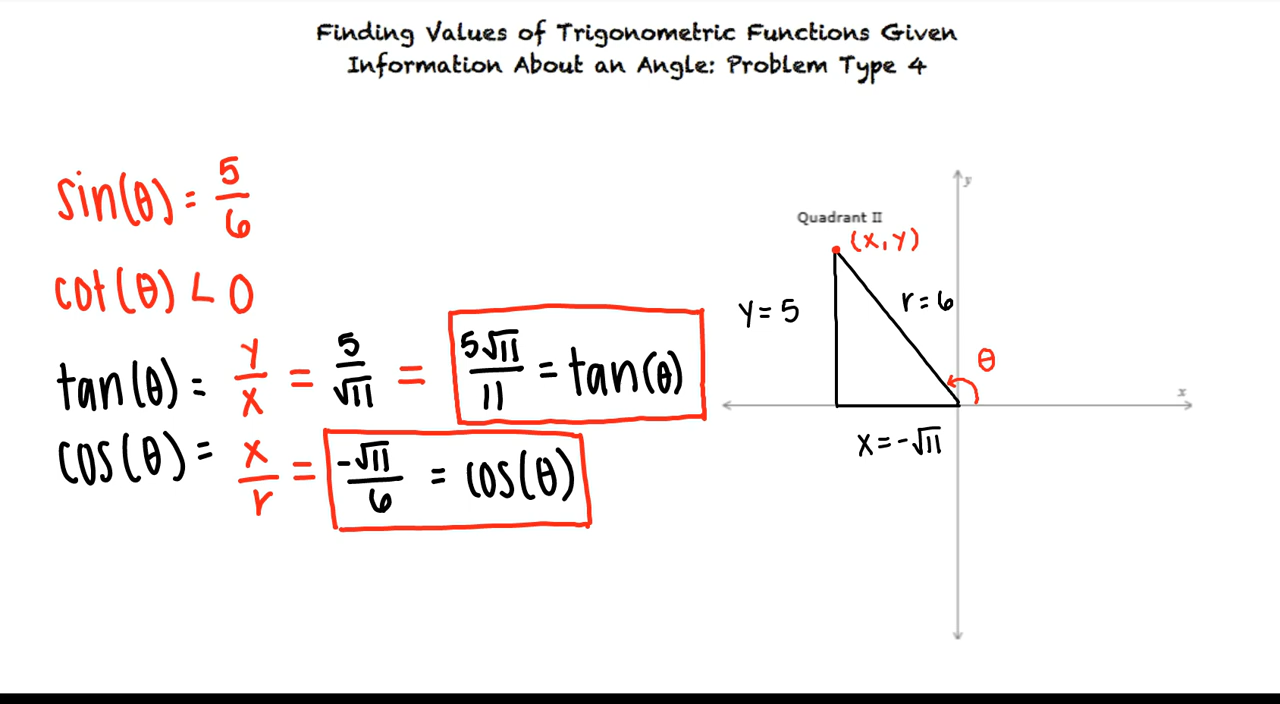 Finding Values of Trigonometric Functions Given
Information About an Angle: Problem Type 4
sin(θ) = 5/6
cot(θ) < 0
tan(θ) = y/x = 5/√11 = 5√11/11 = tan(θ)
cos(θ) = x/r = -√11/6 = cos(θ)
y
Quadrant II
(x, y)
y = 5
r = 6
θ
x
x = -√11